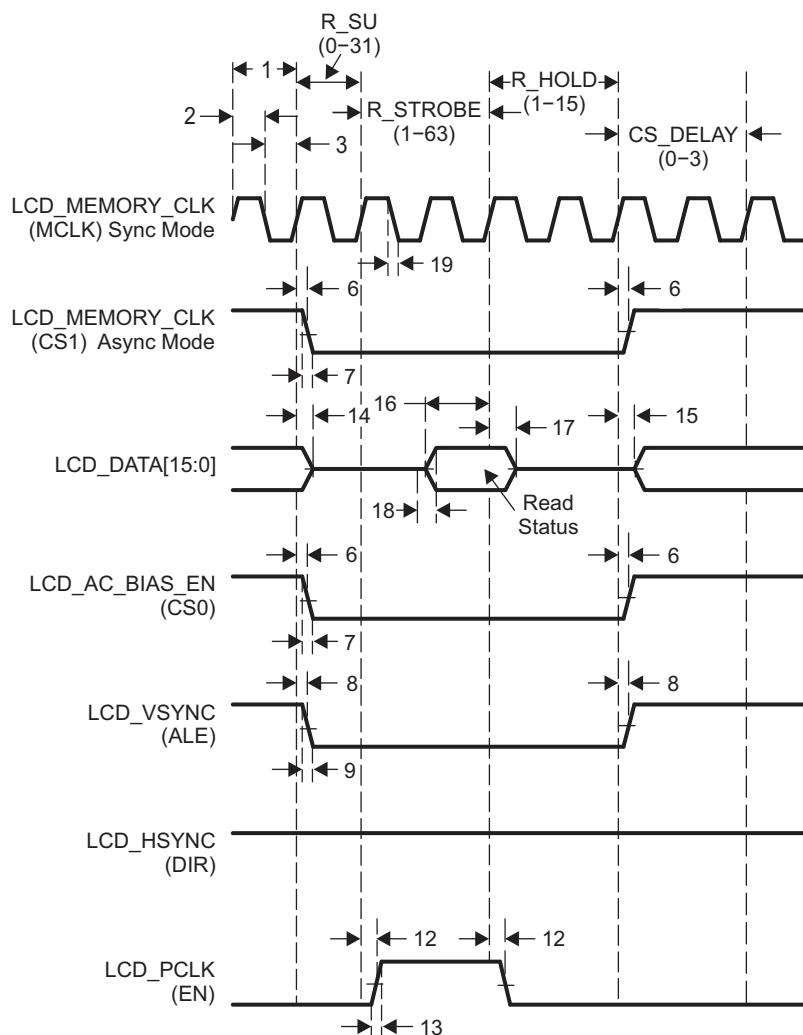 R_SU
(0−31)
1
R_HOLD
(1−15)
2
R_STROBE
(1−63)
CS_DELAY
(0−3)
3
LCD_MEMORY_CLK
(MCLK) Sync Mode
19
6
6
LCD_MEMORY_CLK
(CS1) Async Mode
7
16
14
17
15
LCD_DATA[15:0]
18
Read
Status
6
6
LCD_AC_BIAS_EN
(CS0)
7
8
8
LCD_VSYNC
(ALE)
9
LCD_HSYNC
(DIR)
12
12
LCD_PCLK
(EN)
13